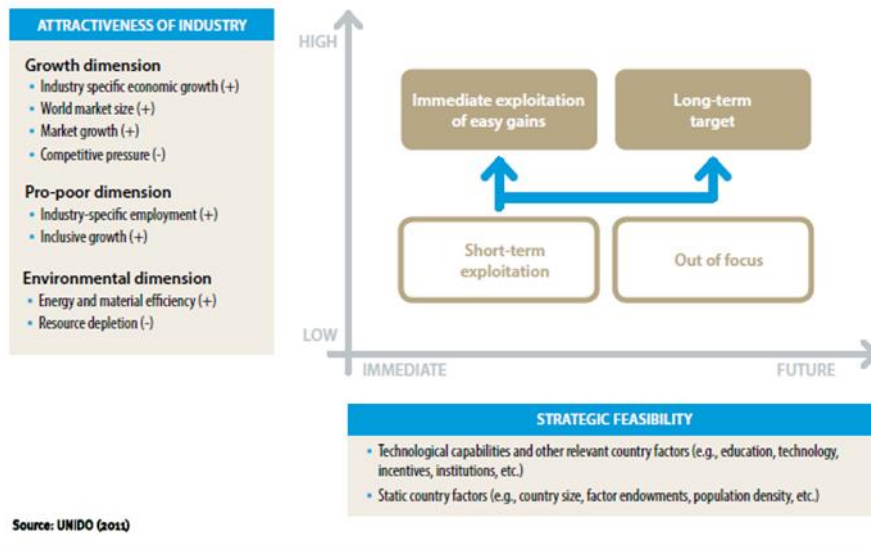 ATTRACTIVENESS OF INDUSTRY
Growth dimension
• Industry specific economic growth (+)
• World market size (+)
• Market growth (+)
• Competitive pressure (-)
Pro-poor dimension
• Industry-specific employment (+)
• Inclusive growth (+)
Environmental dimension
• Energy and material efficiency (+)
• Resource depletion (-)
HIGH
Immediate exploitation
of easy gains
Long-term
target
Short-term
exploitation
Out of focus
LOW
IMMEDIATE
FUTURE
STRATEGIC FEASIBILITY
• Technological capabilities and other relevant country factors (e.g., education, technology,
incentives, institutions, etc.)
• Static country factors (e.g., country size, factor endowments, population density, etc.)
Source: UNIDO (2011)